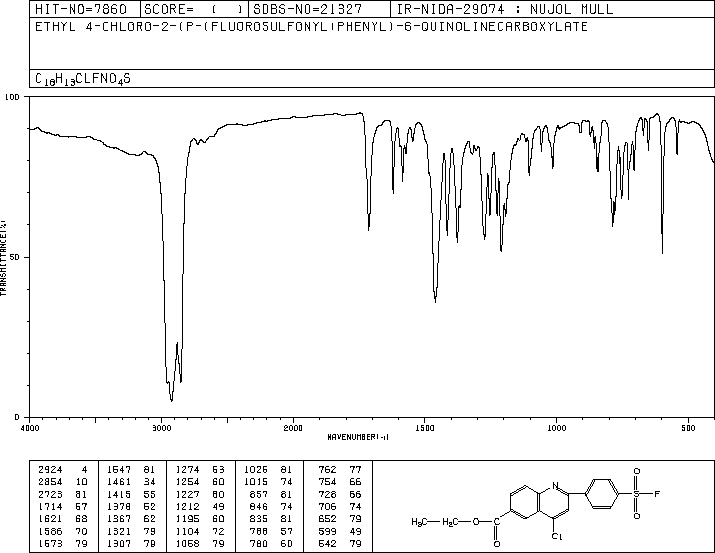 HIT-NO=7860 SCORE= ( ) SDBS-NO=21327 IR-NIDA-29074 : NUJOL MULL
ETHYL 4-CHLORO-2-(P-(FLUOROSULFONYL)PHENYL)-6-QUINOLINECARBOXYLATE
C18H13CLFNO4S
100
50
0
TRANSMITTANCE(%)
4000 3000 2000 1500 1000 500
WAVENUMBER(-1)
2924 4 1547 81 1274 53 1026 81 762 77
2854 10 1461 34 1254 60 1015 74 754 66
2723 81 1415 55 1227 60 857 81 728 66
1714 57 1378 52 1212 49 846 74 706 74
1621 68 1367 62 1195 60 835 81 652 79
1586 70 1321 79 1104 72 788 57 599 49
1573 79 1307 79 1058 79 780 60 542 79
H3C H2C O C O N Cl O S F O